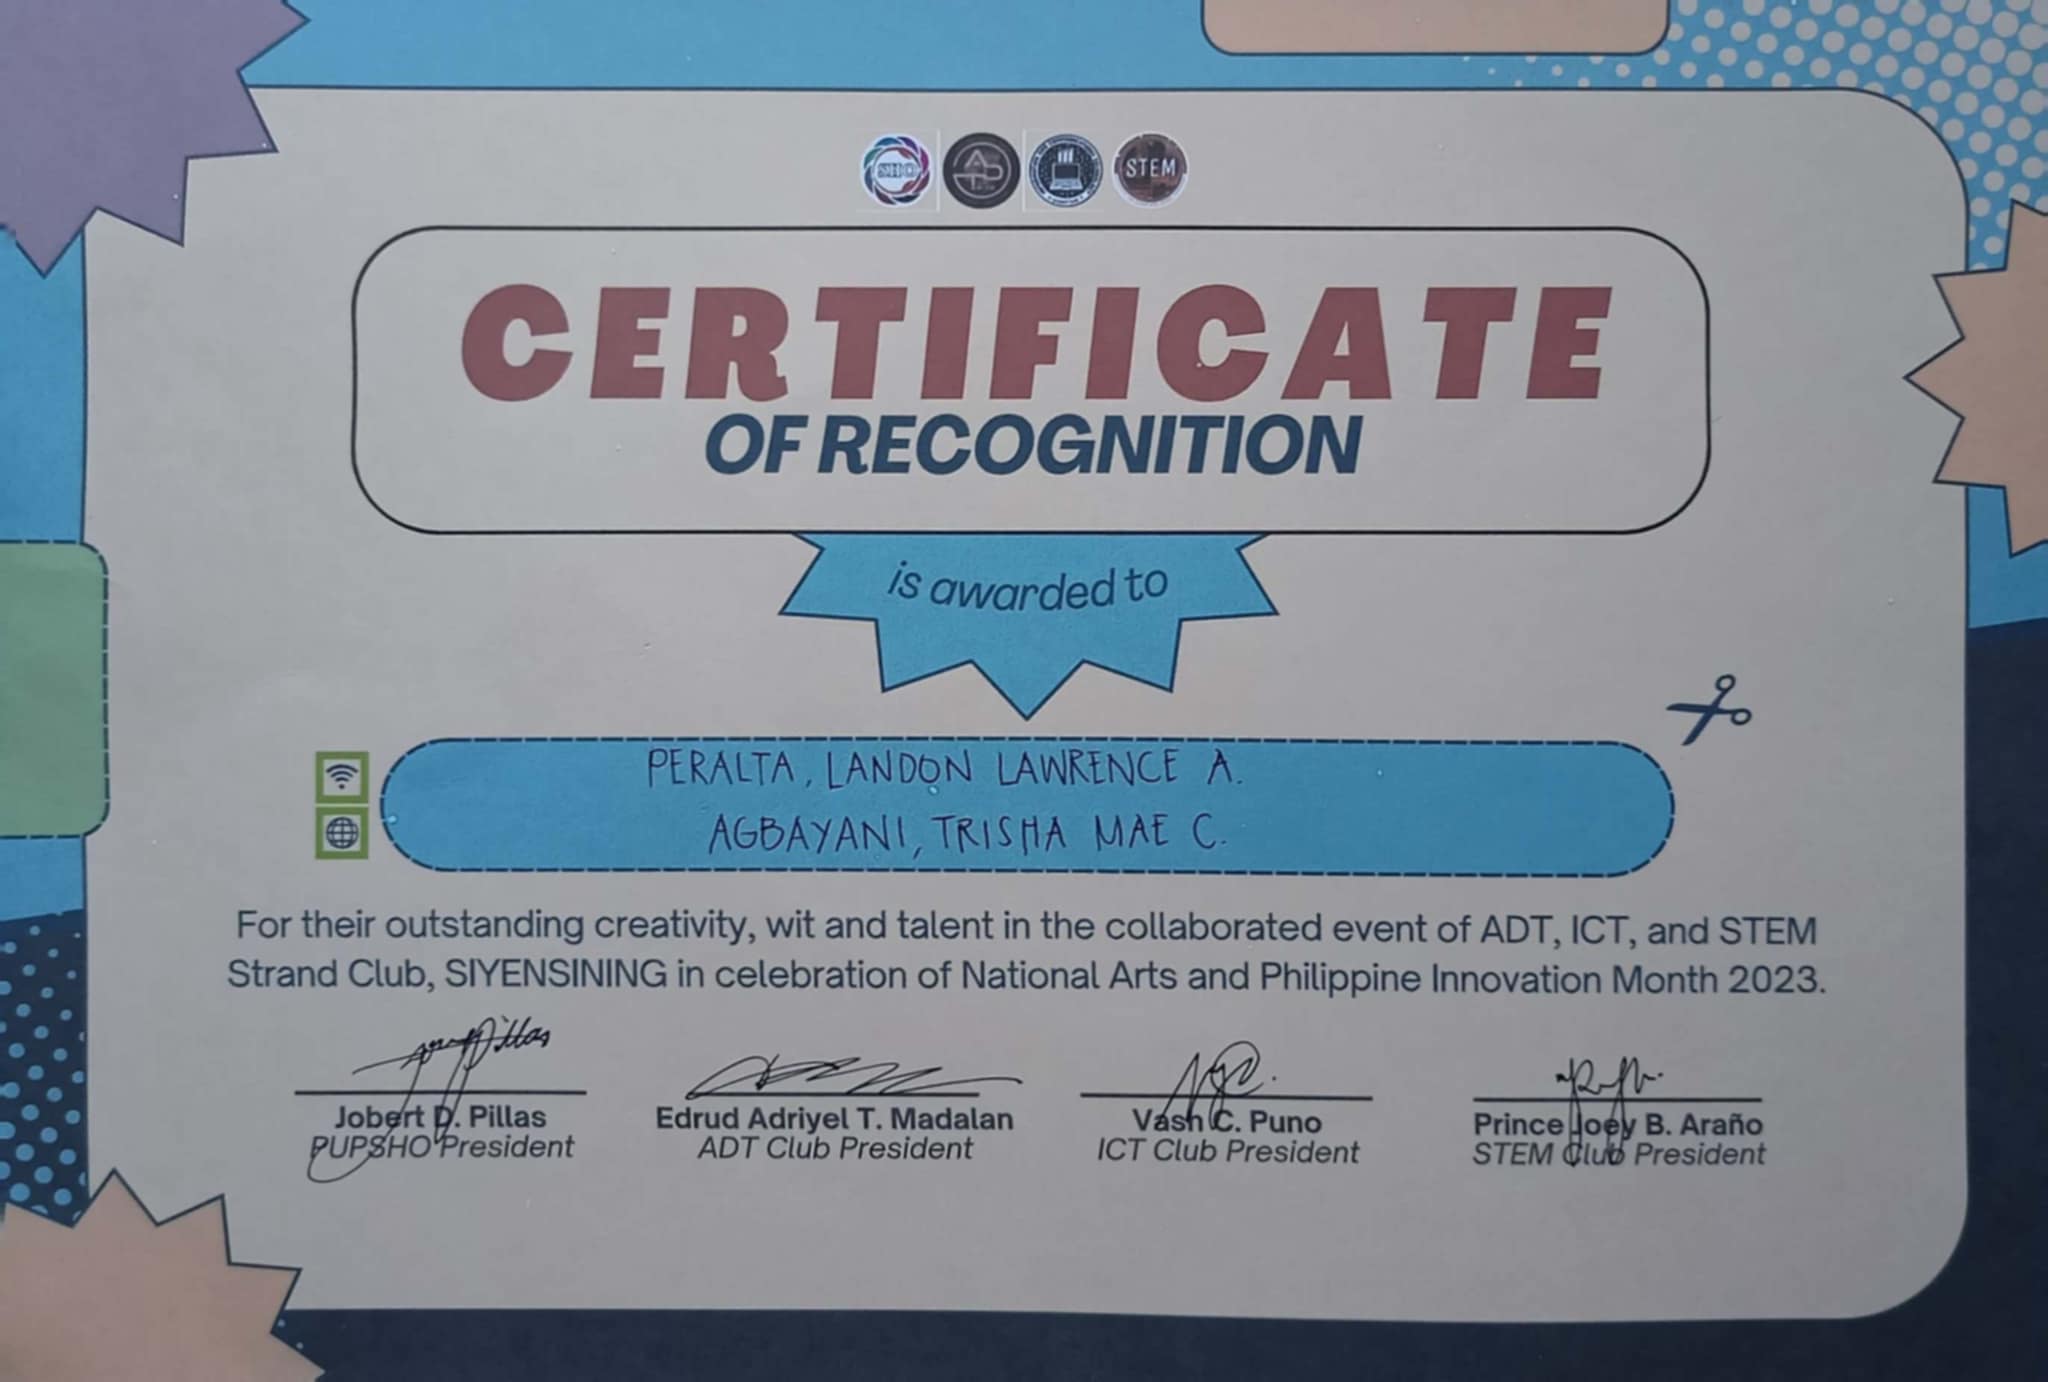 SHO
STEM
CERTIFICATE
OF RECOGNITION
is awarded to
PERALTA, LANDON LAWRENCE A.
AGBAYANI, TRISHA MAE C.
For their outstanding creativity, wit and talent in the collaborated event of ADT, ICT, and STEM
Strand Club, SIYENSINING in celebration of National Arts and Philippine Innovation Month 2023.
Jobert D. Pillas
PUPSHO President
Edrud Adriyel T. Madalan
ADT Club President
Vash C. Puno
ICT Club President
Prince Joey B. Araño
STEM Club President